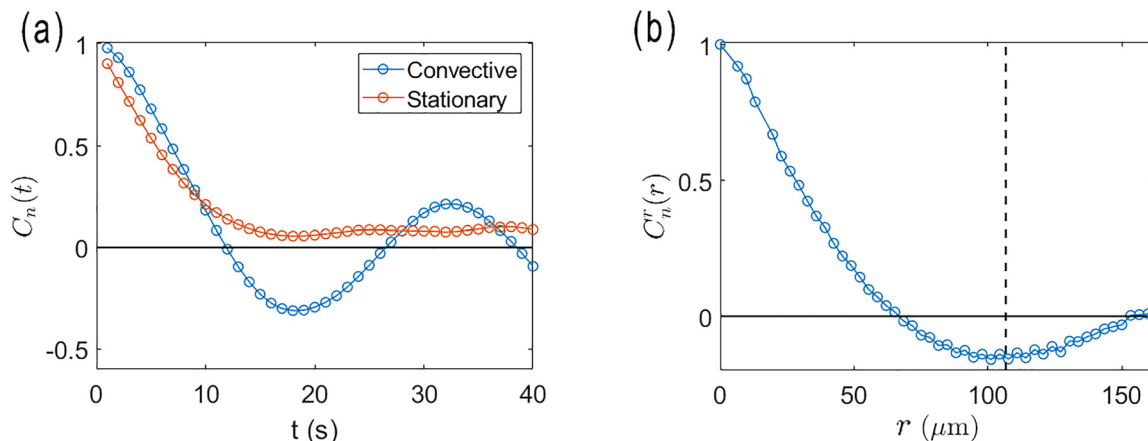 (a)
1
0.5
0
-0.5
0 10 20 30 40
C_n(t)
t (s)
Convective
Stationary
(b)
1
0.5
0
0 50 100 150
C_n^r(r)
r (μm)